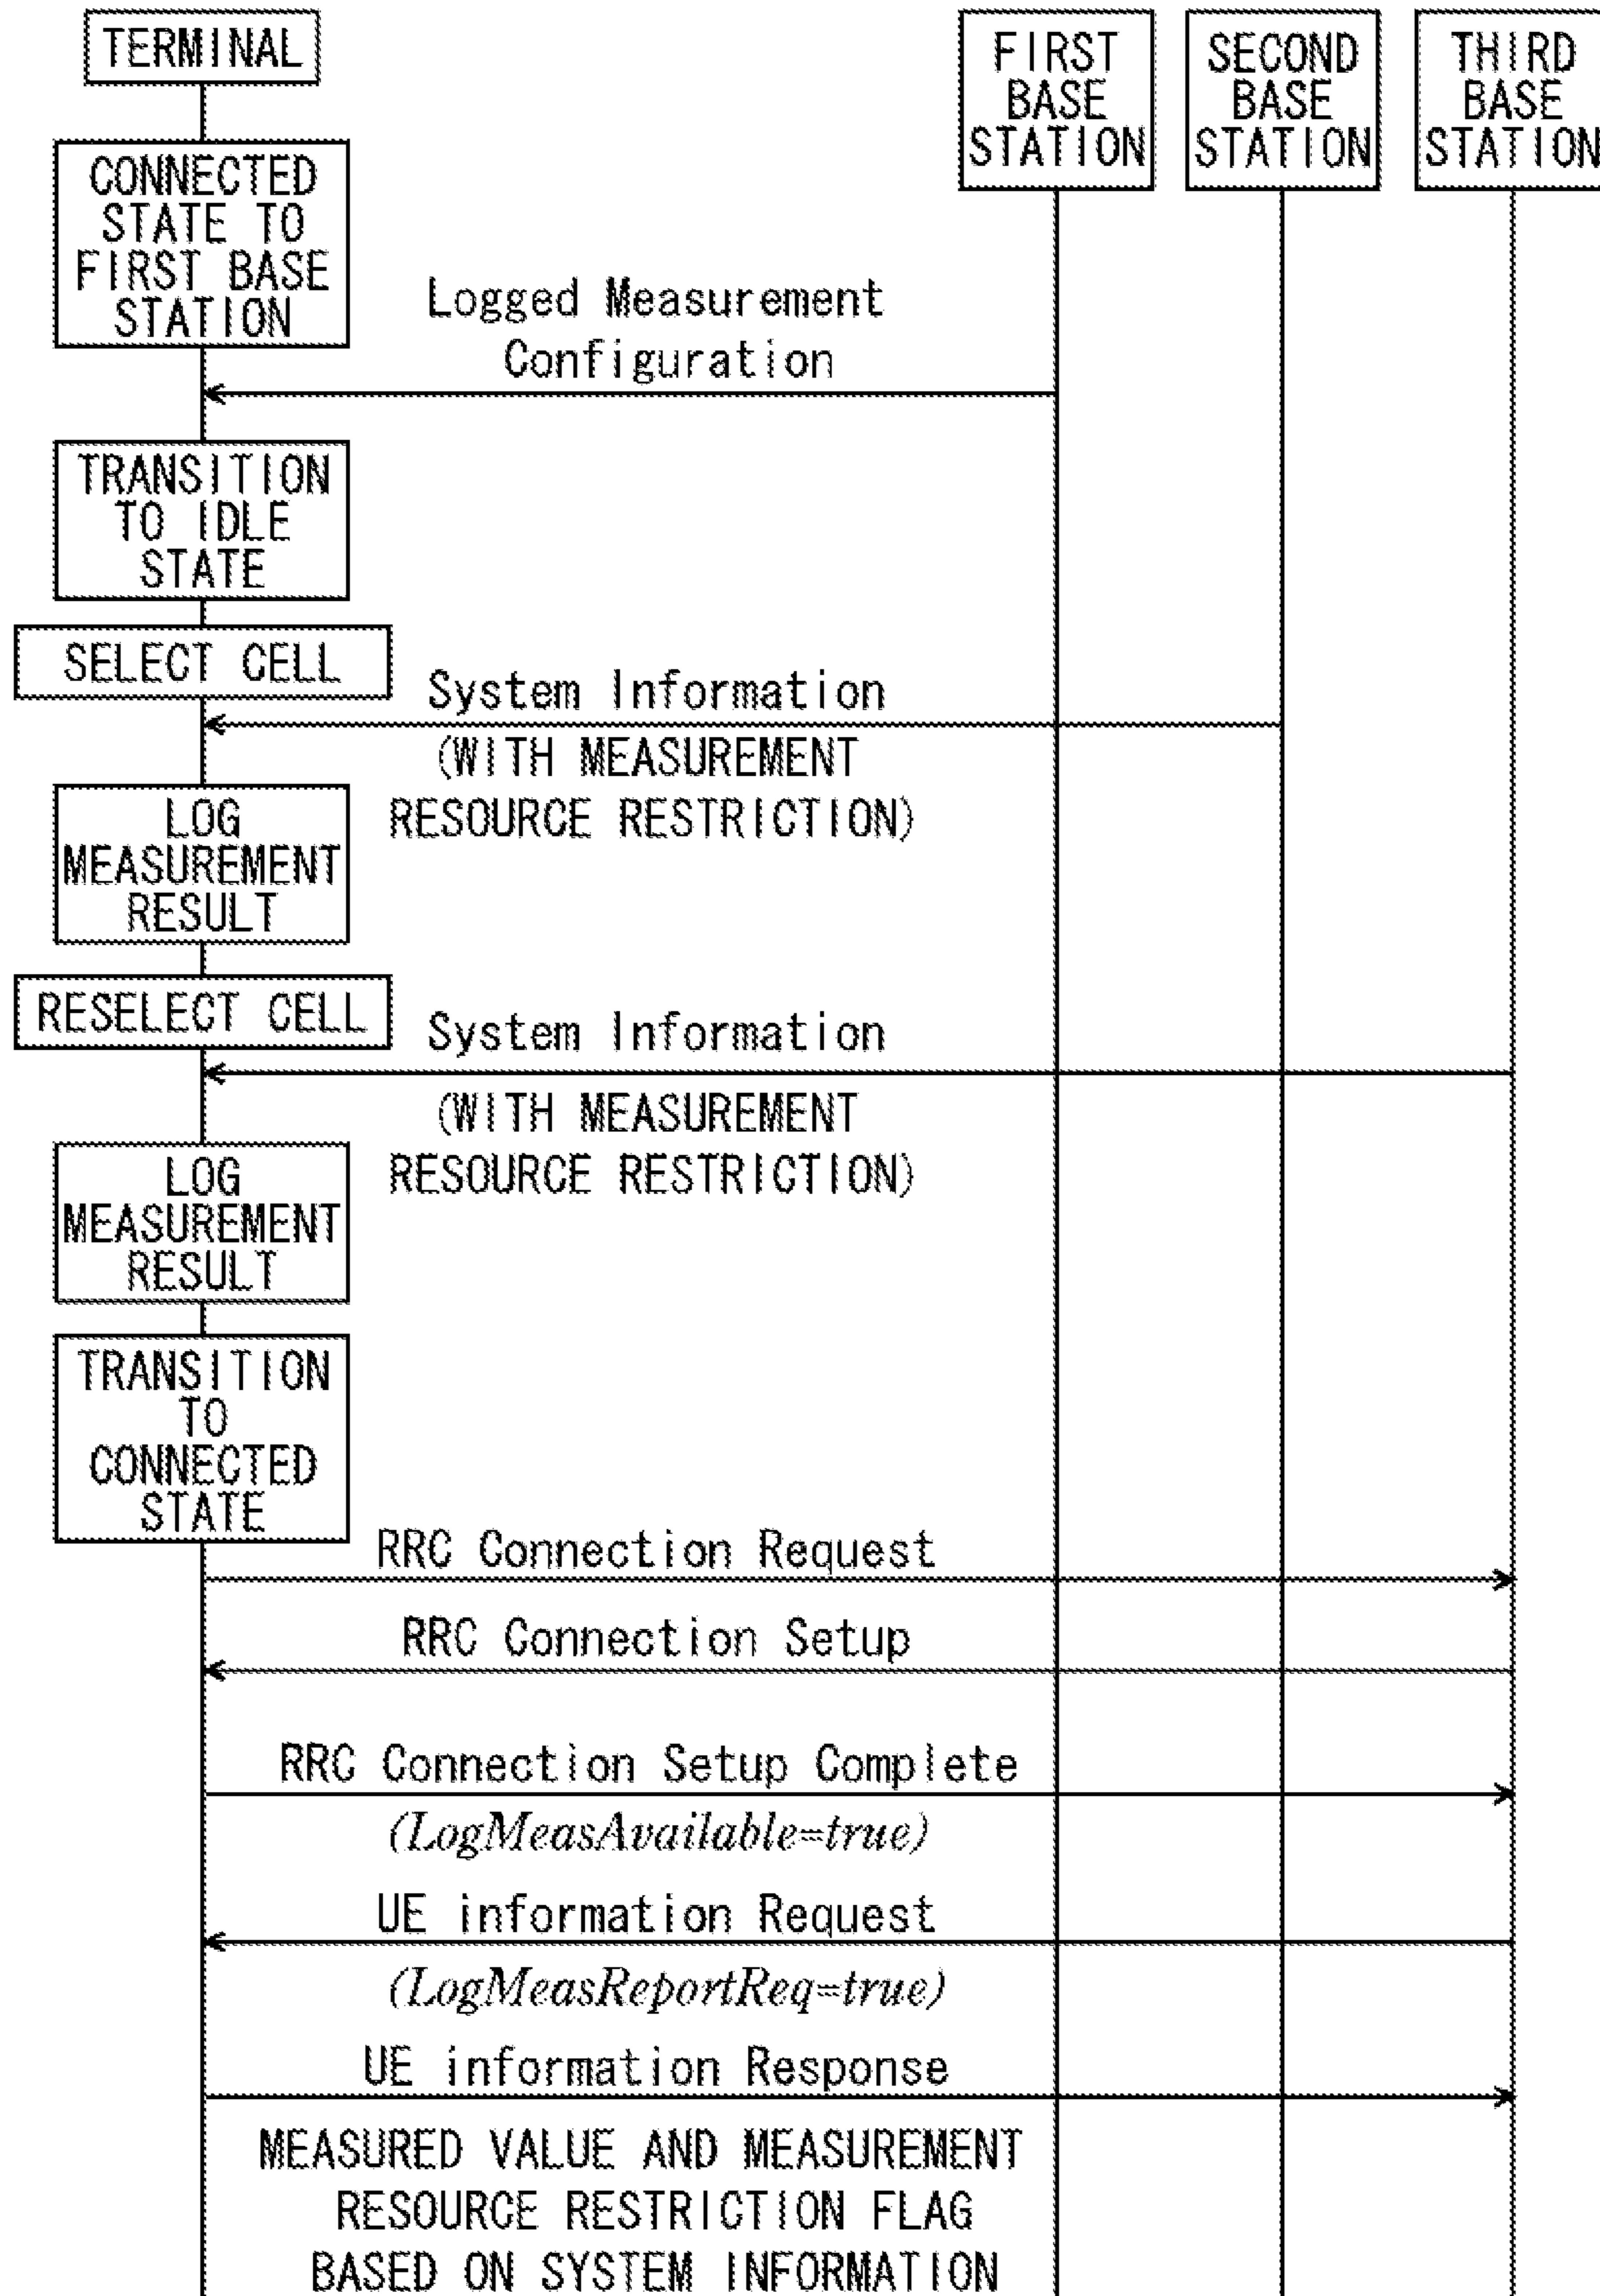 TERMINAL
FIRST
BASE
STATION
SECOND
BASE
STATION
THIRD
BASE
STATION
CONNECTED
STATE TO
FIRST BASE
STATION
Logged Measurement
Configuration
TRANSITION
TO IDLE
STATE
SELECT CELL
System Information
(WITH MEASUREMENT
RESOURCE RESTRICTION)
LOG
MEASUREMENT
RESULT
RESELECT CELL
System Information
(WITH MEASUREMENT
RESOURCE RESTRICTION)
LOG
MEASUREMENT
RESULT
TRANSITION
TO
CONNECTED
STATE
RRC Connection Request
RRC Connection Setup
RRC Connection Setup Complete
(LogMeasAvailable=true)
UE information Request
(LogMeasReportReq=true)
UE information Response
MEASURED VALUE AND MEASUREMENT
RESOURCE RESTRICTION FLAG
BASED ON SYSTEM INFORMATION